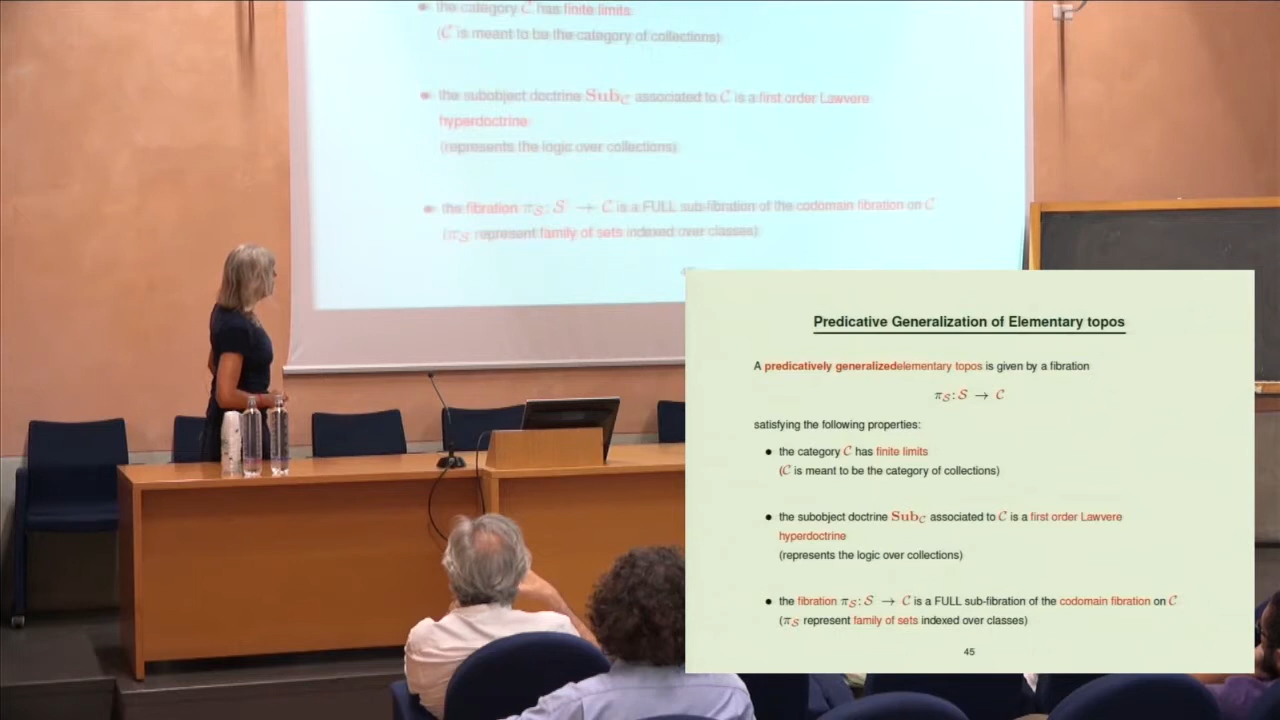 the category C has finite limits.
(C is meant to be the category of collections)
the subobject doctrine Sub_C associated to C is a first order Lawvere
hyperdoctrine
(represents the logic over collections)
the fibration π_S: S → C is a FULL sub-fibration of the codomain fibration on C
(π_S represent family of sets indexed over classes)
Predicative Generalization of Elementary topos
A predicatively generalizedelementary topos is given by a fibration
π_S: S → C
satisfying the following properties:
• the category C has finite limits
(C is meant to be the category of collections)
• the subobject doctrine Sub_C associated to C is a first order Lawvere
hyperdoctrine
(represents the logic over collections)
• the fibration π_S: S → C is a FULL sub-fibration of the codomain fibration on C
(π_S represent family of sets indexed over classes)
45